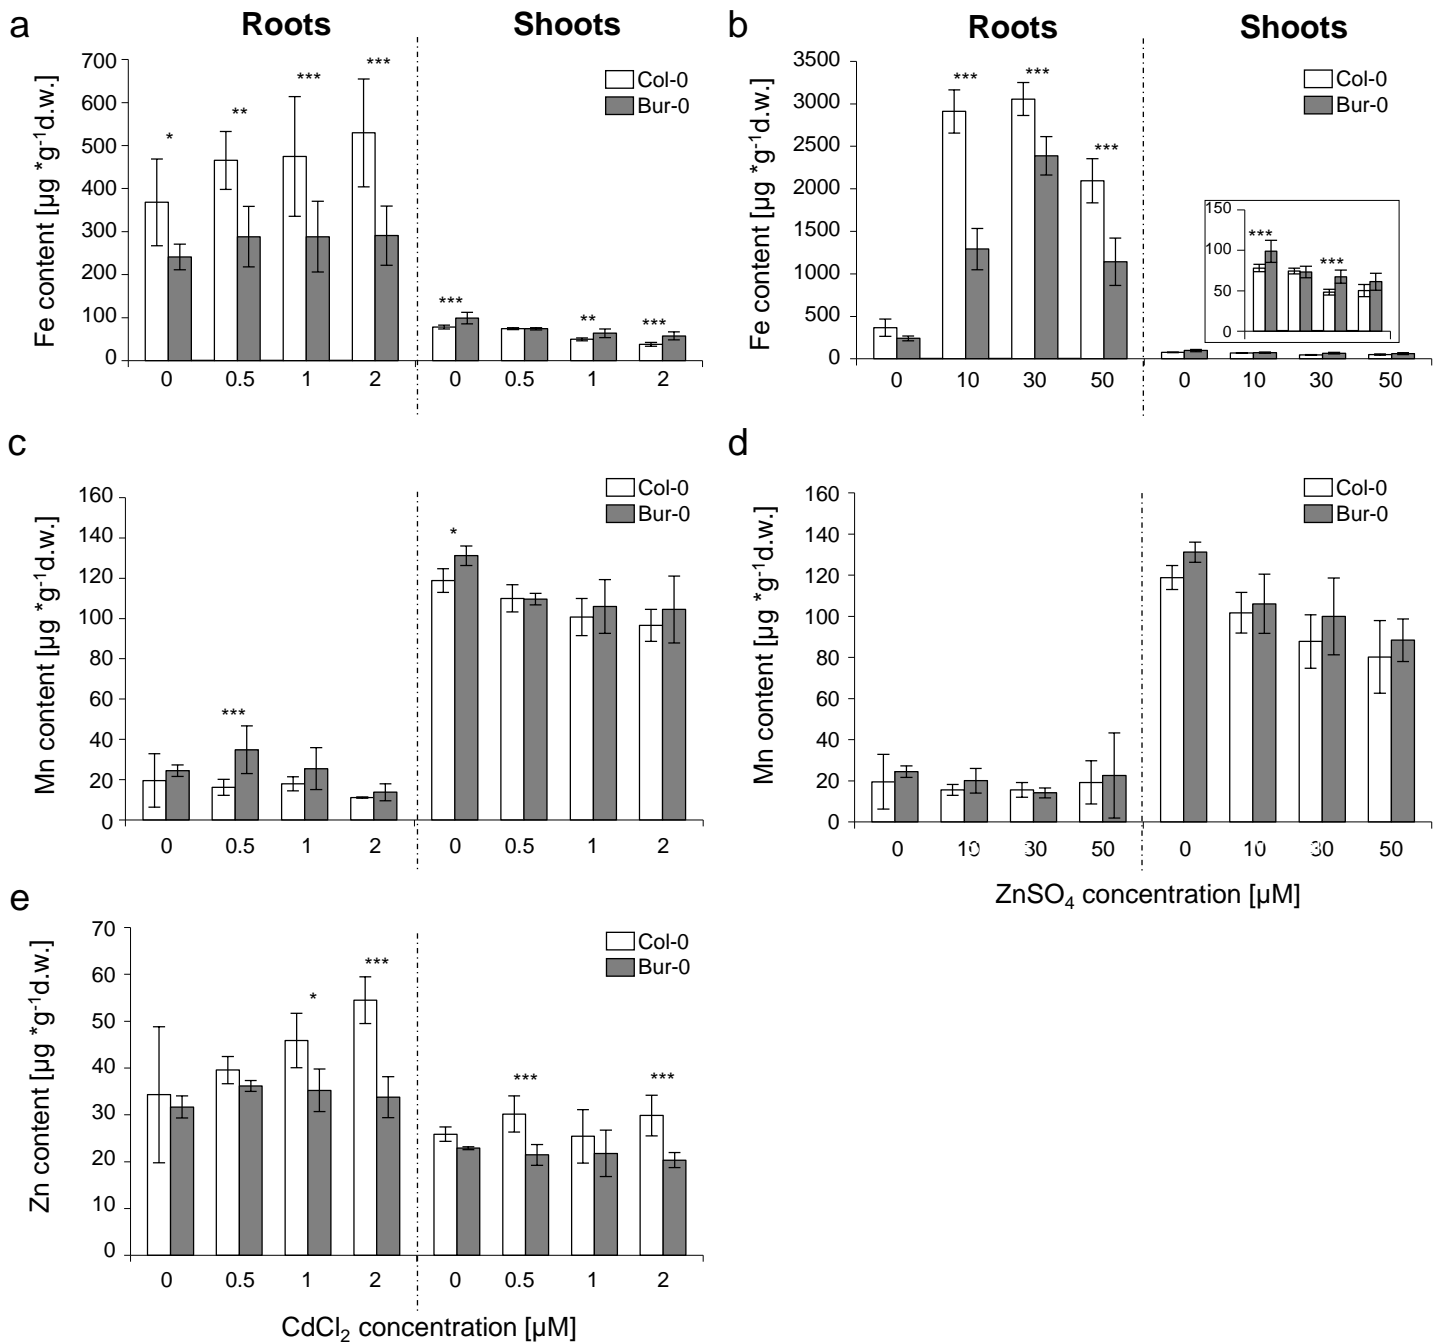 a
Roots Shoots
Fe content [µg *g⁻¹d.w.]
700
600
500
400
300
200
100
0
* ** *** ***
*** ** ***
Col-0
Bur-0
0 0.5 1 2 0 0.5 1 2
b
Roots Shoots
Fe content [µg *g⁻¹d.w.]
3500
3000
2500
2000
1500
1000
500
0
*** *** ***
Col-0
Bur-0
150
100
50
0
*** ***
0 10 30 50 0 10 30 50
c
Mn content [µg *g⁻¹d.w.]
160
140
120
100
80
60
40
20
0
***
*
Col-0
Bur-0
0 0.5 1 2 0 0.5 1 2
d
Mn content [µg *g⁻¹d.w.]
160
140
120
100
80
60
40
20
0
Col-0
Bur-0
0 10 30 50 0 10 30 50
ZnSO₄ concentration [µM]
e
Zn content [µg *g⁻¹d.w.]
70
60
50
40
30
20
10
0
* ***
*** ***
Col-0
Bur-0
0 0.5 1 2 0 0.5 1 2
CdCl₂ concentration [µM]